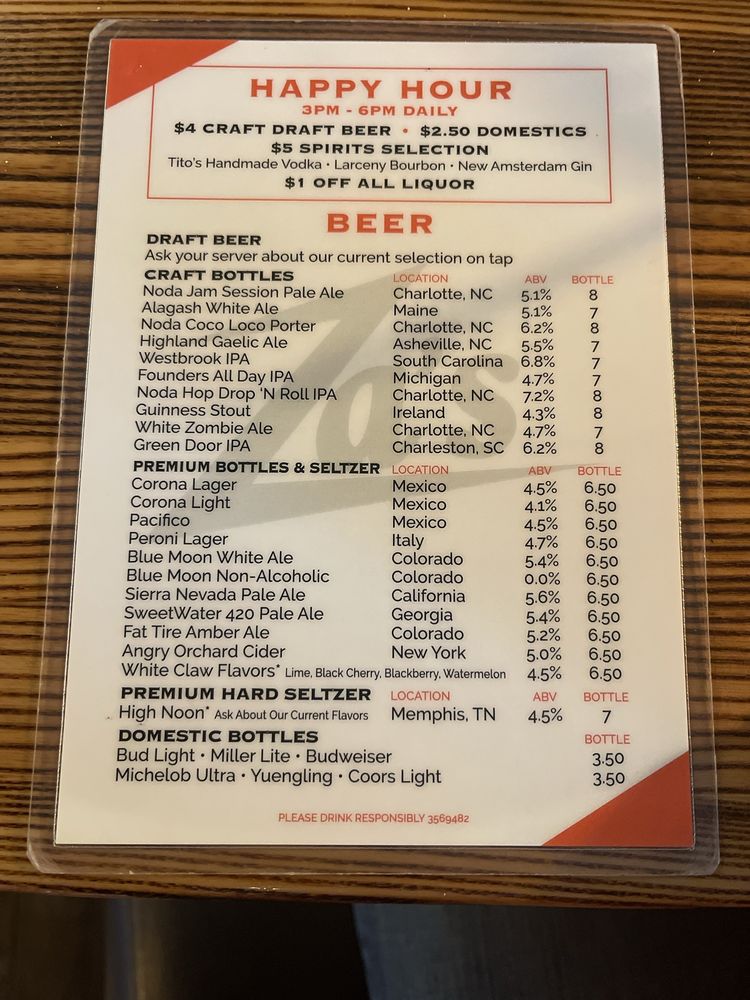 HAPPY HOUR
3PM - 6PM DAILY
$4 CRAFT DRAFT BEER • $2.50 DOMESTICS
$5 SPIRITS SELECTION
Tito's Handmade Vodka • Larceny Bourbon • New Amsterdam Gin
$1 OFF ALL LIQUOR
BEER
DRAFT BEER
Ask your server about our current selection on tap
CRAFT BOTTLES LOCATION ABV BOTTLE
Noda Jam Session Pale Ale Charlotte, NC 5.1% 8
Alagash White Ale Maine 5.1% 7
Noda Coco Loco Porter Charlotte, NC 6.2% 8
Highland Gaelic Ale Asheville, NC 5.5% 7
Westbrook IPA South Carolina 6.8% 7
Founders All Day IPA Michigan 4.7% 7
Noda Hop Drop 'N Roll IPA Charlotte, NC 7.2% 8
Guinness Stout Ireland 4.3% 8
White Zombie Ale Charlotte, NC 4.7% 7
Green Door IPA Charleston, SC 6.2% 8
Za's
PREMIUM BOTTLES & SELTZER LOCATION ABV BOTTLE
Corona Lager Mexico 4.5% 6.50
Corona Light Mexico 4.1% 6.50
Pacifico Mexico 4.5% 6.50
Peroni Lager Italy 4.7% 6.50
Blue Moon White Ale Colorado 5.4% 6.50
Blue Moon Non-Alcoholic Colorado 0.0% 6.50
Sierra Nevada Pale Ale California 5.6% 6.50
SweetWater 420 Pale Ale Georgia 5.4% 6.50
Fat Tire Amber Ale Colorado 5.2% 6.50
Angry Orchard Cider New York 5.0% 6.50
White Claw Flavors* Lime, Black Cherry, Blackberry, Watermelon 4.5% 6.50
PREMIUM HARD SELTZER LOCATION ABV BOTTLE
High Noon* Ask About Our Current Flavors Memphis, TN 4.5% 7
DOMESTIC BOTTLES BOTTLE
Bud Light • Miller Lite • Budweiser 3.50
Michelob Ultra • Yuengling • Coors Light 3.50
PLEASE DRINK RESPONSIBLY 3569482